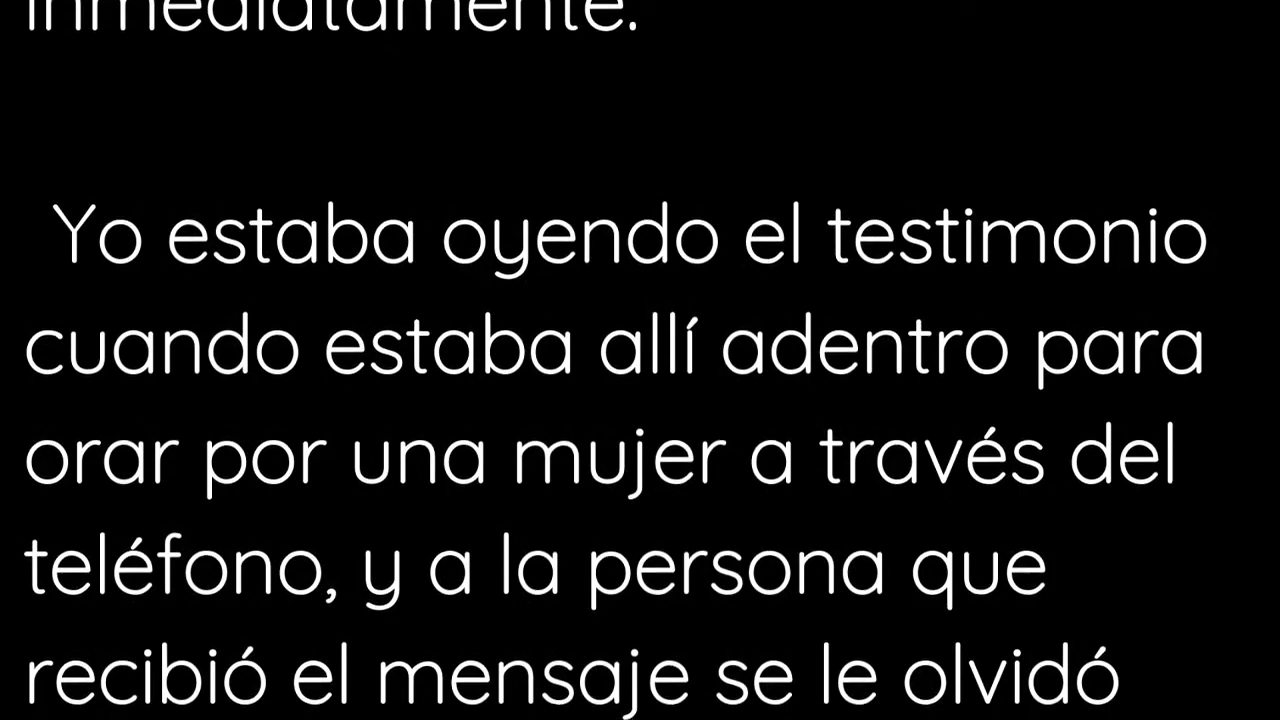 inmediatamente.
Yo estaba oyendo el testimonio
cuando estaba allí adentro para
orar por una mujer a través del
teléfono, y a la persona que
recibió el mensaje se le olvidó